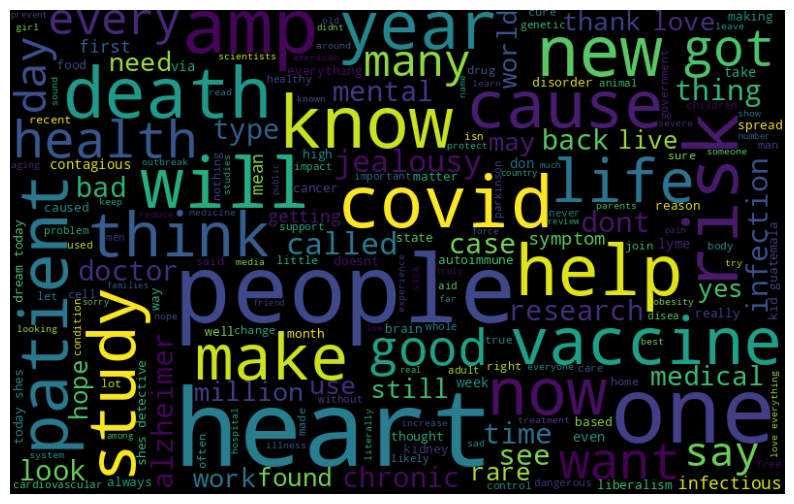 prevent
girl
every
amp
year
old
didnt
around
american
everything
scientists
many
via
world
cure
genetic
making
leave
thank love
new
got
first
need
food
sound
day
death
know
mental
healthy
read
known
drug
learn
name
disorder
animal
take
government
thing
children
cause
recent
health
type
contagious
outbreak
nothing
studies
mean
high
impact
cancer
jealousy
important
matter
don
may
isn
protect
back
live
severe
sure
spread
show
number
someone
man
risk
bad
caused
keep
problem
used
will
public
support
getting
covid
much
country
parkinson
never
review
life
parents
reason
pain
body
infection
try
kid guatemala
patient
dream today
let
cell
men
think
reduce
medicine
said
called
state
doesnt
dont
case
symptom
force
join
lyme
doctor
way
media
little
autoimmune
aid
far
help
research
obesity
disea
yes
really
looking
sorry
families
nope
friend
people
experience
sick
truly
hope
condition
study
well
change
month
brain
whole
low
good
true
vaccine
best
today shes
lot
make
real
adult
right
everyone
care
week
home
medical
million
use
without
still
now
one
shes detective
alzheimer
made
heart
literally
thought
likely
increase
kidney
treatment
time
based
even
want
say
love everything
system
among
often
hospital
illness
sad
see
free
look
always
work
found
chronic
rare
control
dangerous
liberalism
infectious
cardiovascular